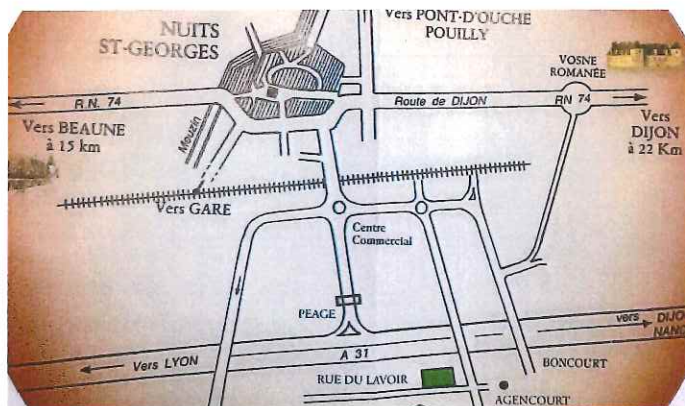 NUITS
ST-GEORGES
Vers PONT-D'OUCHE
POUILLY
VOSNE
ROMANÉE
R.N. 74
Route de DIJON
RN 74
Vers BEAUNE
à 15 km
Mouzin
Vers
DIJON
à 22 Km
Vers GARE
Centre
Commercial
PEAGE
vers
DIJO
NANC
Vers LYON
A 31
BONCOURT
RUE DU LAVOIR
AGENCOURT